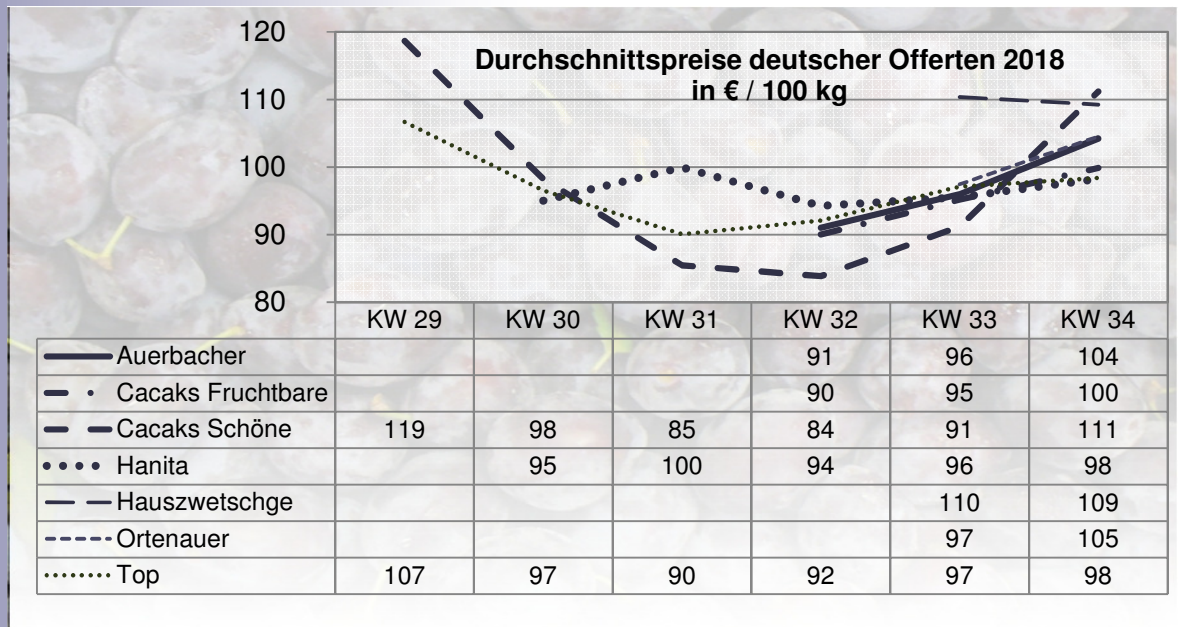 Durchschnittspreise deutscher Offerten 2018
in € / 100 kg
120
110
100
90
80
KW 29 KW 30 KW 31 KW 32 KW 33 KW 34
Auerbacher 91 96 104
Cacaks Fruchtbare 90 95 100
Cacaks Schöne 119 98 85 84 91 111
Hanita 95 100 94 96 98
Hauszwetschge 110 109
Ortenauer 97 105
Top 107 97 90 92 97 98